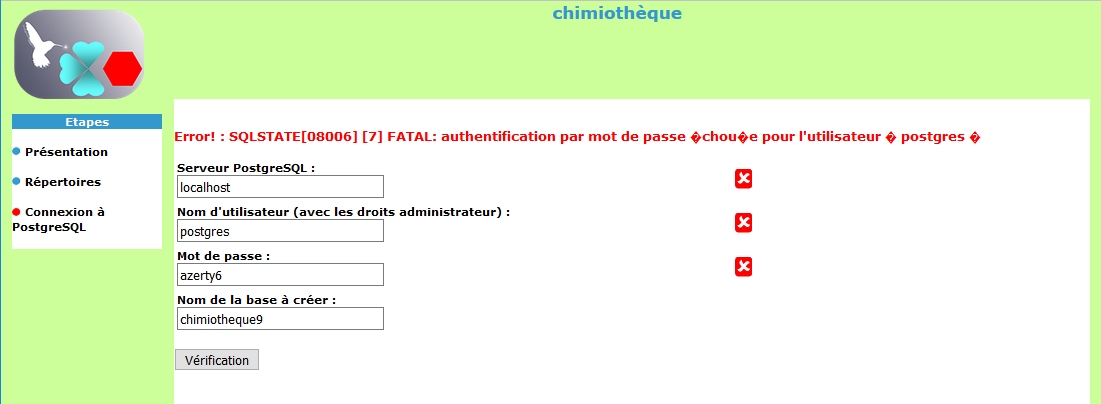 chimiothèque
Etapes
Présentation
Répertoires
Connexion à
PostgreSQL
Error! : SQLSTATE[08006] [7] FATAL: authentification par mot de passe �chou�e pour l'utilisateur � postgres �
Serveur PostgreSQL :
localhost
Nom d'utilisateur (avec les droits administrateur) :
postgres
Mot de passe :
azerty6
Nom de la base à créer :
chimiotheque9
Vérification